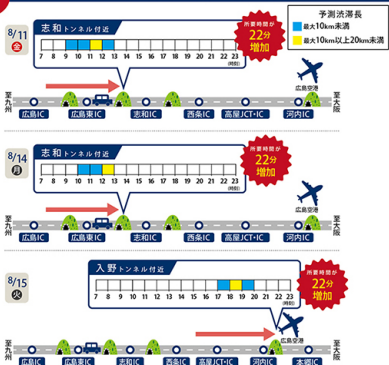 予測渋滞長
最大10km未満
最大10km以上20km未満
8/11
金
志和トンネル付近
7 8 9 10 11 12 13 14 15 16 17 18 19 20 21 22 23
(時刻)
所要時間が
22分
増加
広島空港
至九州
至大阪
広島IC 広島東IC 志和IC 西条IC 高屋JCT・IC 河内IC
8/14
月
志和トンネル付近
7 8 9 10 11 12 13 14 15 16 17 18 19 20 21 22 23
(時刻)
所要時間が
22分
増加
広島空港
至九州
至大阪
広島IC 広島東IC 志和IC 西条IC 高屋JCT・IC 河内IC
8/15
火
入野トンネル付近
7 8 9 10 11 12 13 14 15 16 17 18 19 20 21 22 23
(時刻)
所要時間が
22分
増加
広島空港
至九州
至大阪
広島IC 広島東IC 志和IC 西条IC 高屋JCT・IC 河内IC 本郷IC